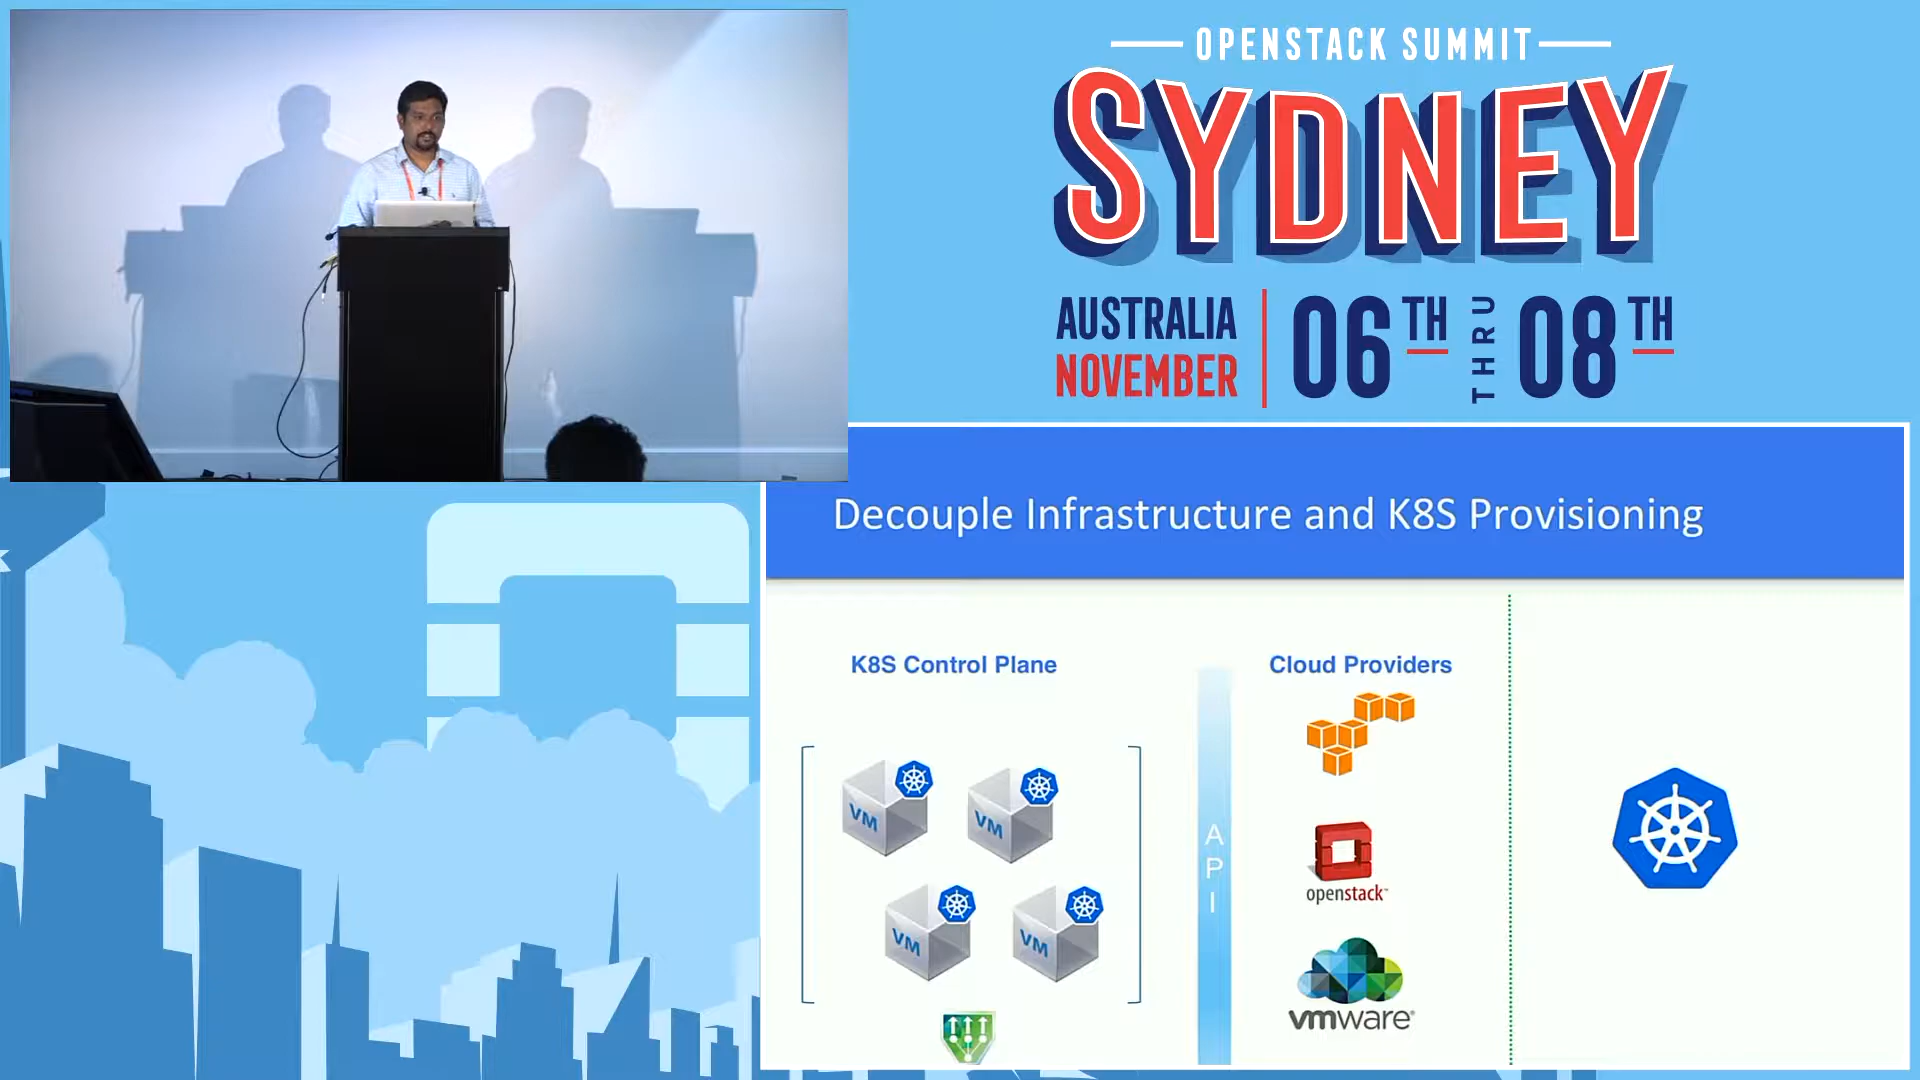 OPENSTACK SUMMIT
SYDNEY
AUSTRALIA
NOVEMBER
06TH THRU 08TH
Decouple Infrastructure and K8S Provisioning
K8S Control Plane
Cloud Providers
VM
VM
VM
VM
API
openstack™
vmware®